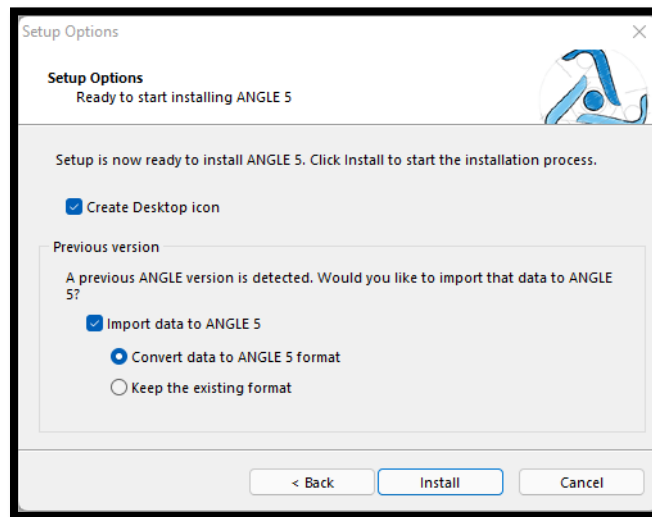 Setup Options
Setup Options
Ready to start installing ANGLE 5
Setup is now ready to install ANGLE 5. Click Install to start the installation process.
Create Desktop icon
Previous version
A previous ANGLE version is detected. Would you like to import that data to ANGLE
5?
Import data to ANGLE 5
Convert data to ANGLE 5 format
Keep the existing format
< Back Install Cancel